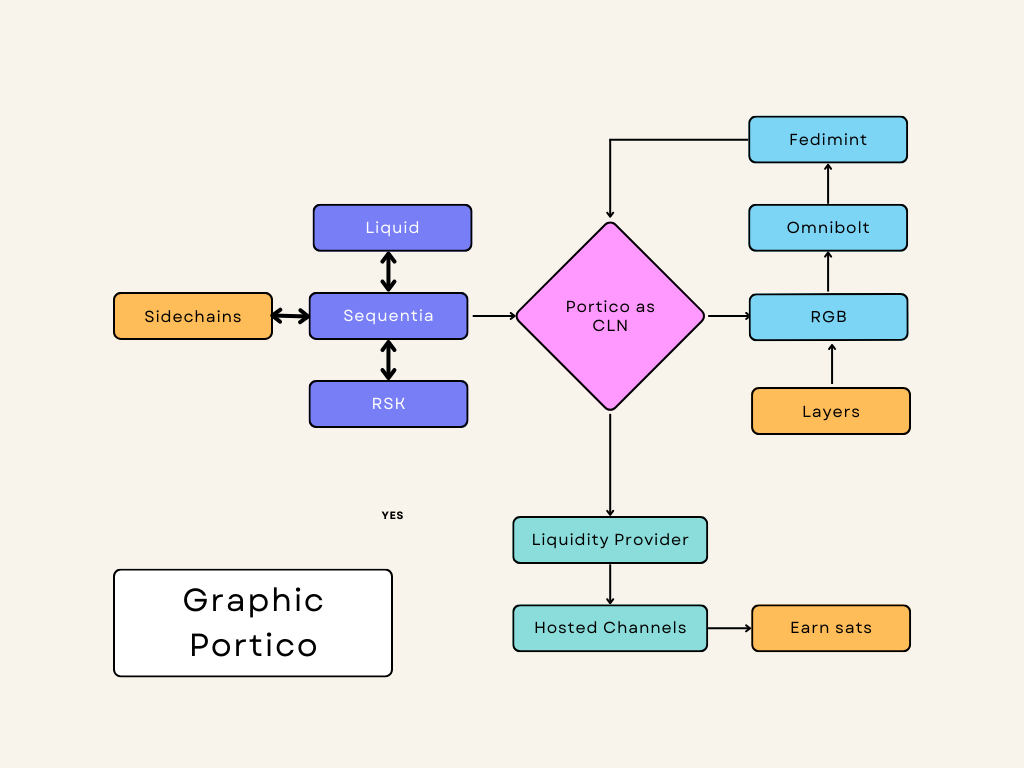 Fedimint
Liquid
Omnibolt
Sidechains
Sequentia
Portico as
CLN
RGB
RSK
Layers
YES
Liquidity Provider
Graphic
Portico
Hosted Channels
Earn sats